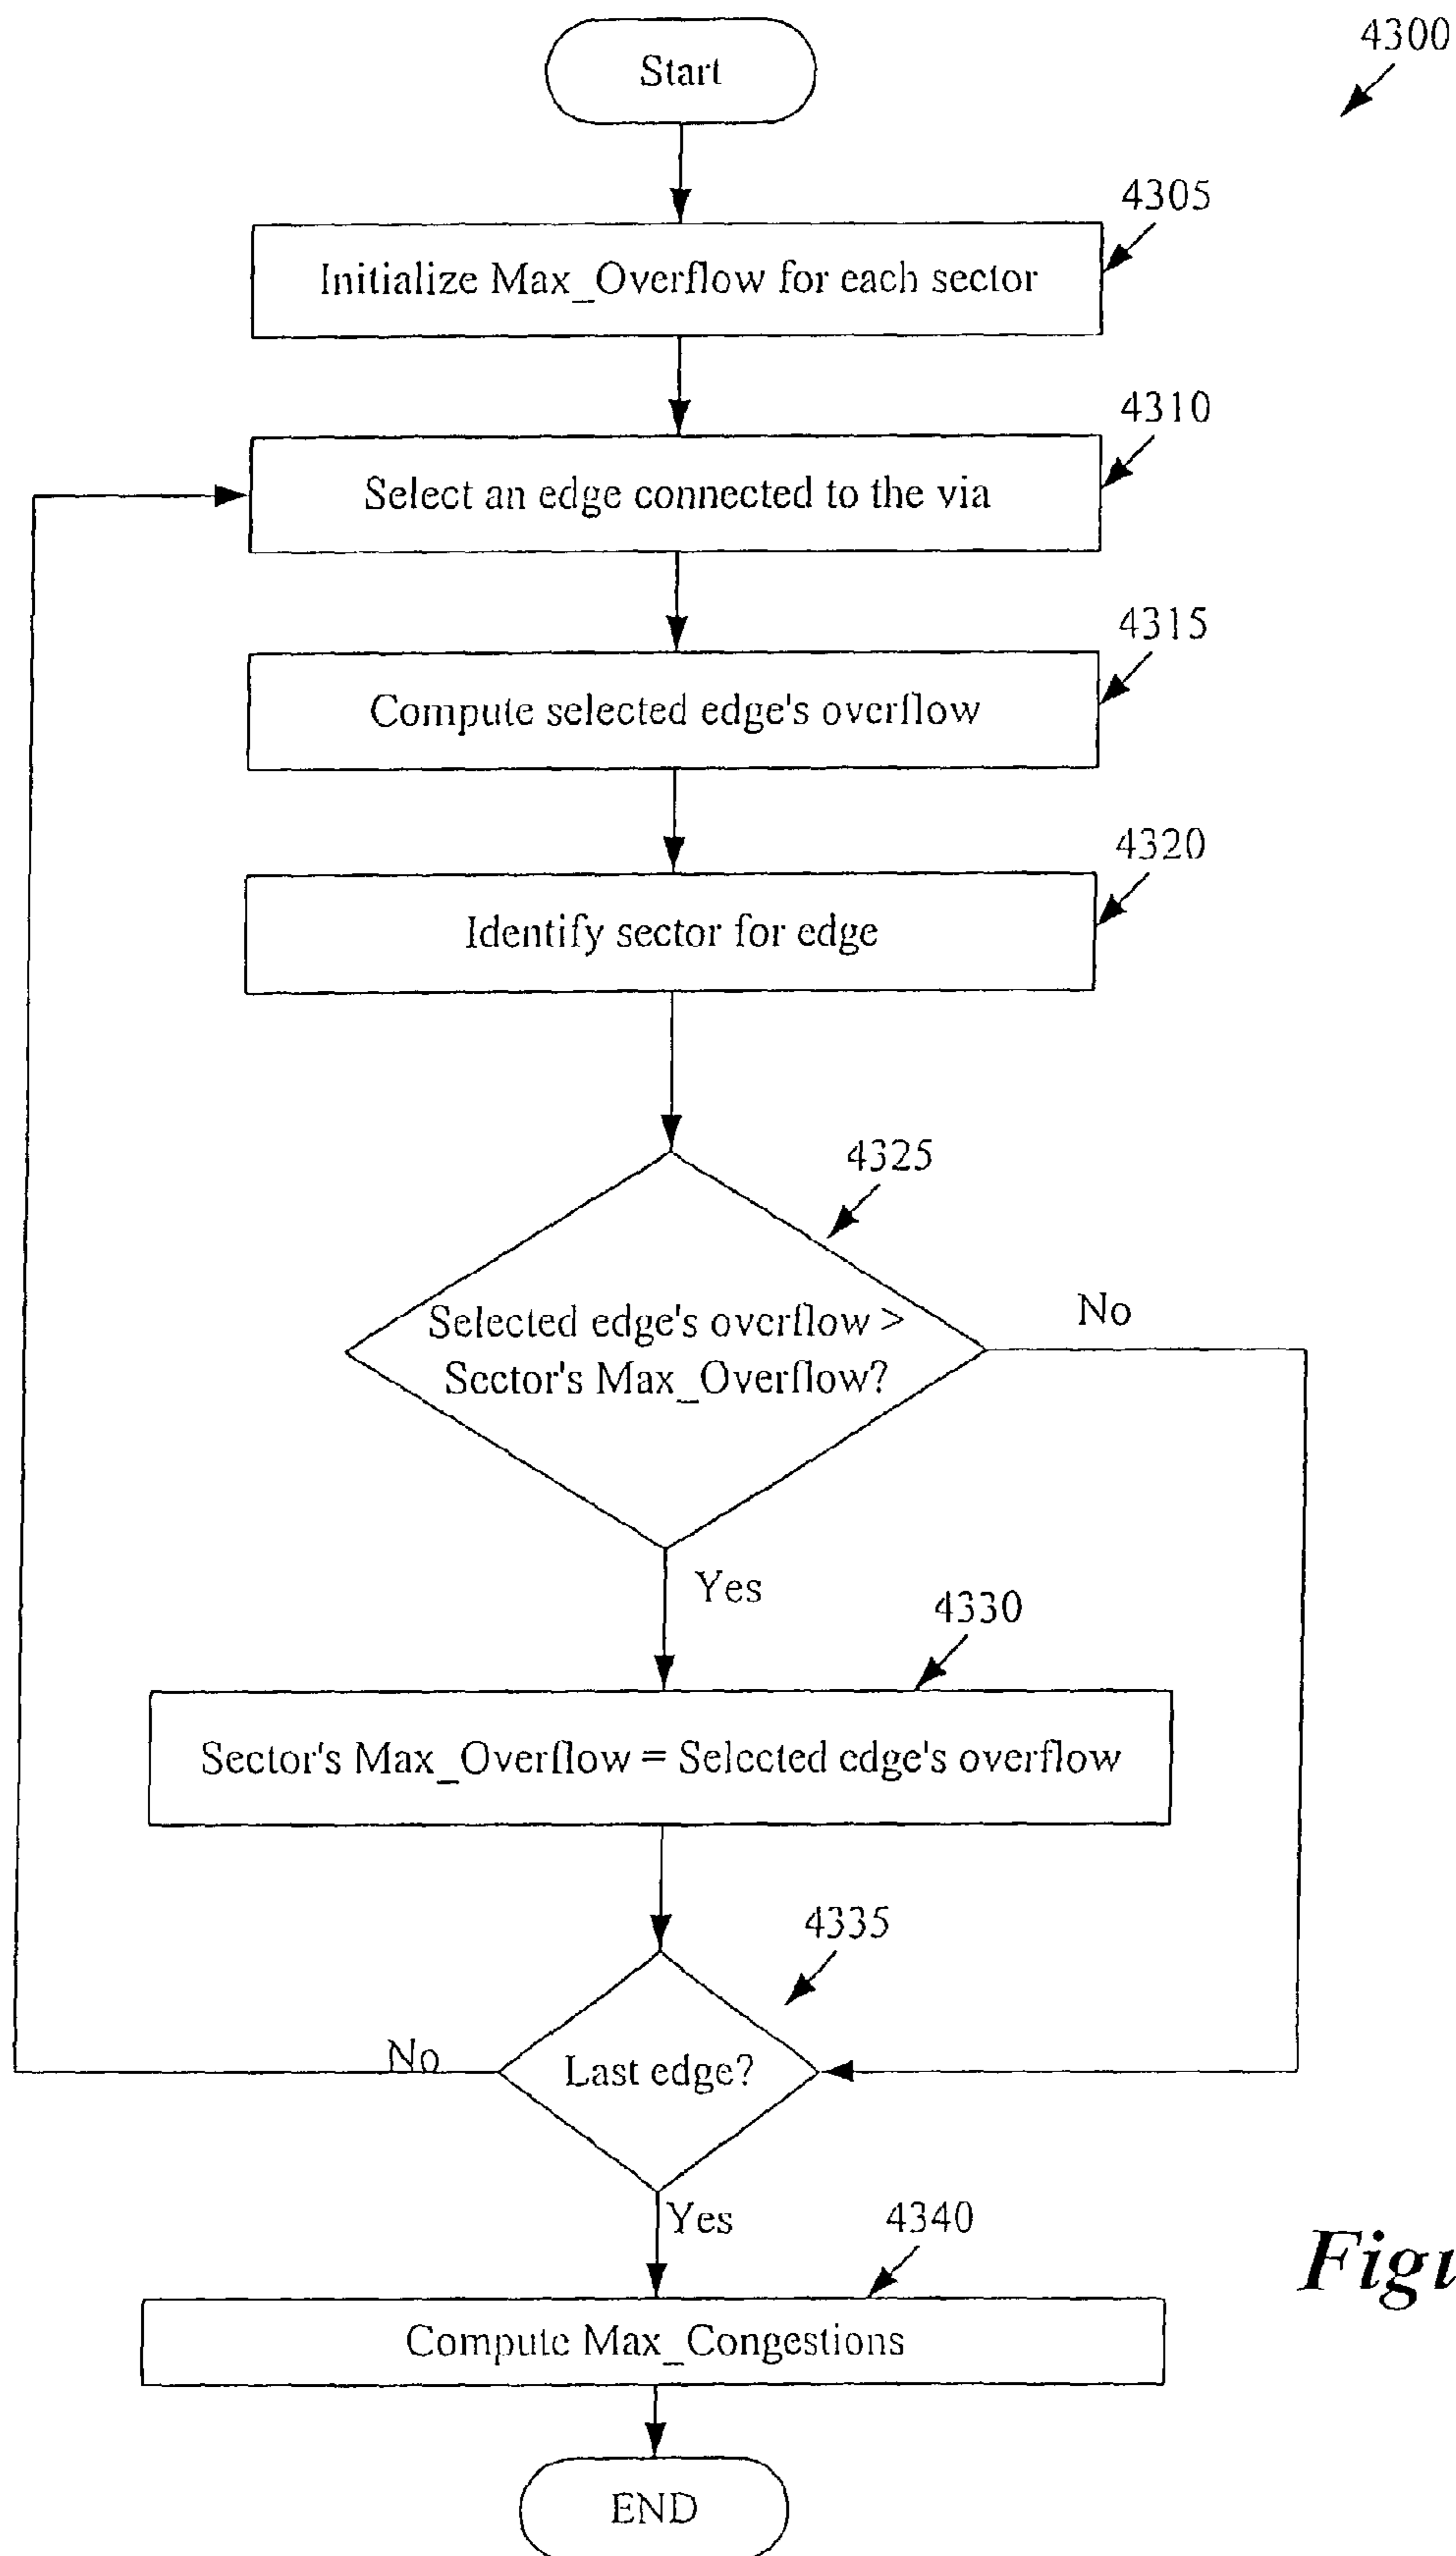 Start
4300
4305
Initialize Max_Overflow for each sector
4310
Select an edge connected to the via
4315
Compute selected edge's overflow
4320
Identify sector for edge
4325
Selected edge's overflow >
Sector's Max_Overflow?
No
Yes
4330
Sector's Max_Overflow = Selected edge's overflow
4335
No
Last edge?
Yes
4340
Compute Max_Congestions
END